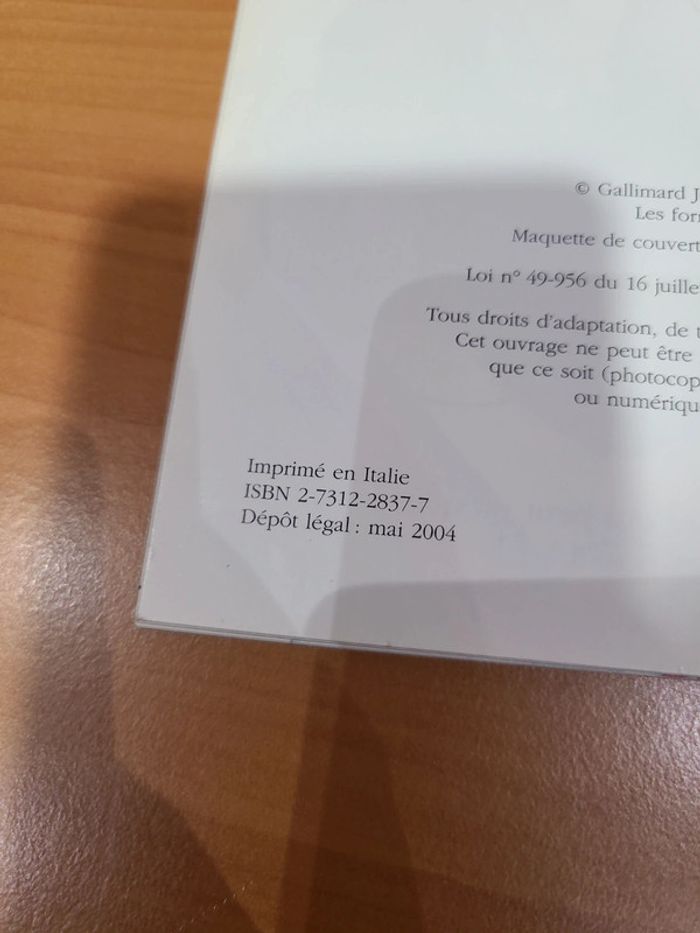 © Gallimard J
Les for
Maquette de couvert
Loi n° 49-956 du 16 juille
Tous droits d'adaptation, de t
Cet ouvrage ne peut être
que ce soit (photocop
ou numériqu
Imprimé en Italie
ISBN 2-7312-2837-7
Dépôt légal : mai 2004